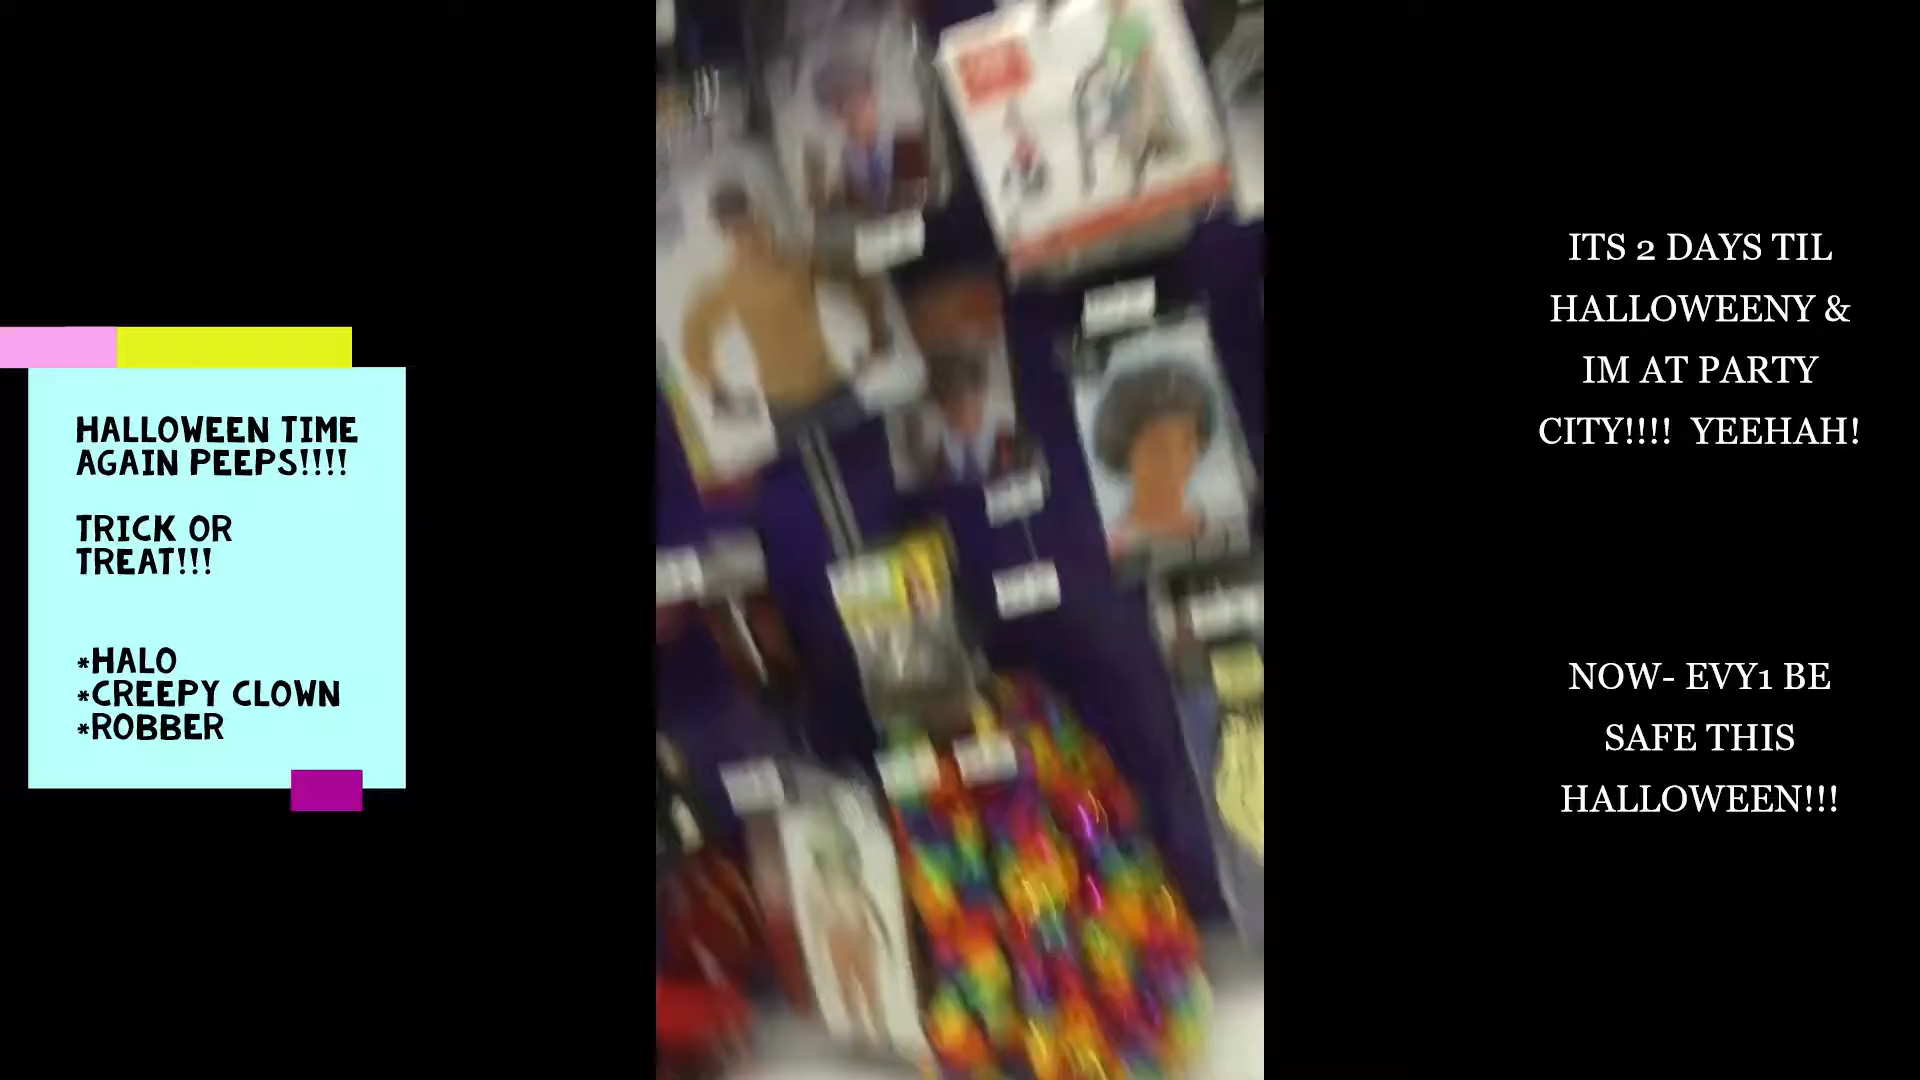 HALLOWEEN TIME
AGAIN PEEPS!!!!
TRICK OR
TREAT!!!
*HALO
*CREEPY CLOWN
*ROBBER
ITS 2 DAYS TIL
HALLOWEENY &
IM AT PARTY
CITY!!!! YEEHAH!
NOW- EVY1 BE
SAFE THIS
HALLOWEEN!!!